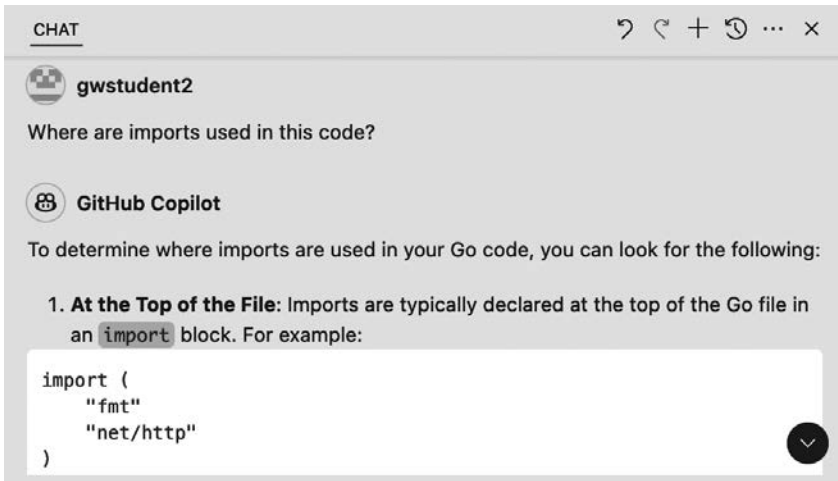 CHAT
gwstudent2
Where are imports used in this code?
GitHub Copilot
To determine where imports are used in your Go code, you can look for the following:
1. At the Top of the File: Imports are typically declared at the top of the Go file in
an import block. For example:
import (
"fmt"
"net/http"
)